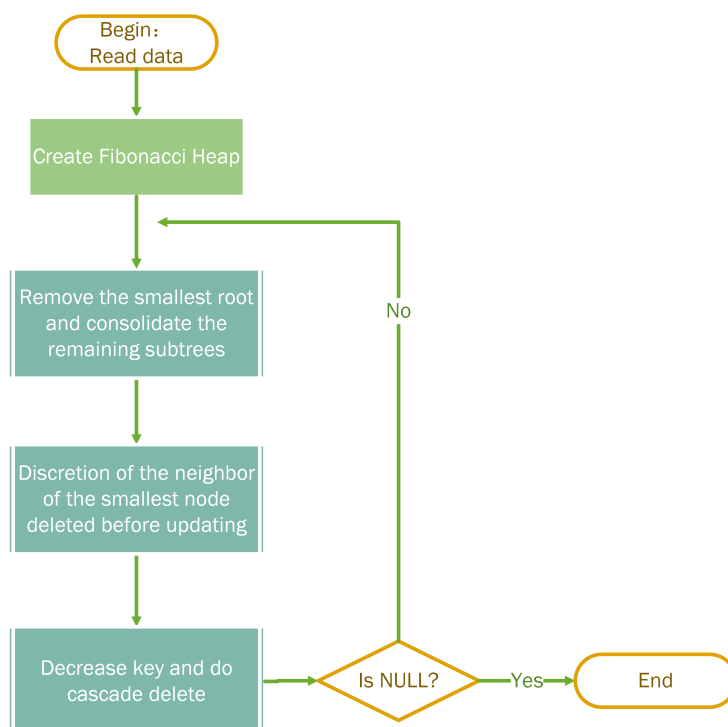 Begin：
Read data
Create Fibonacci Heap
Remove the smallest root
and consolidate the
remaining subtrees
No
Discretion of the neighbor
of the smallest node
deleted before updating
Decrease key and do
cascade delete
Is NULL?
Yes
End